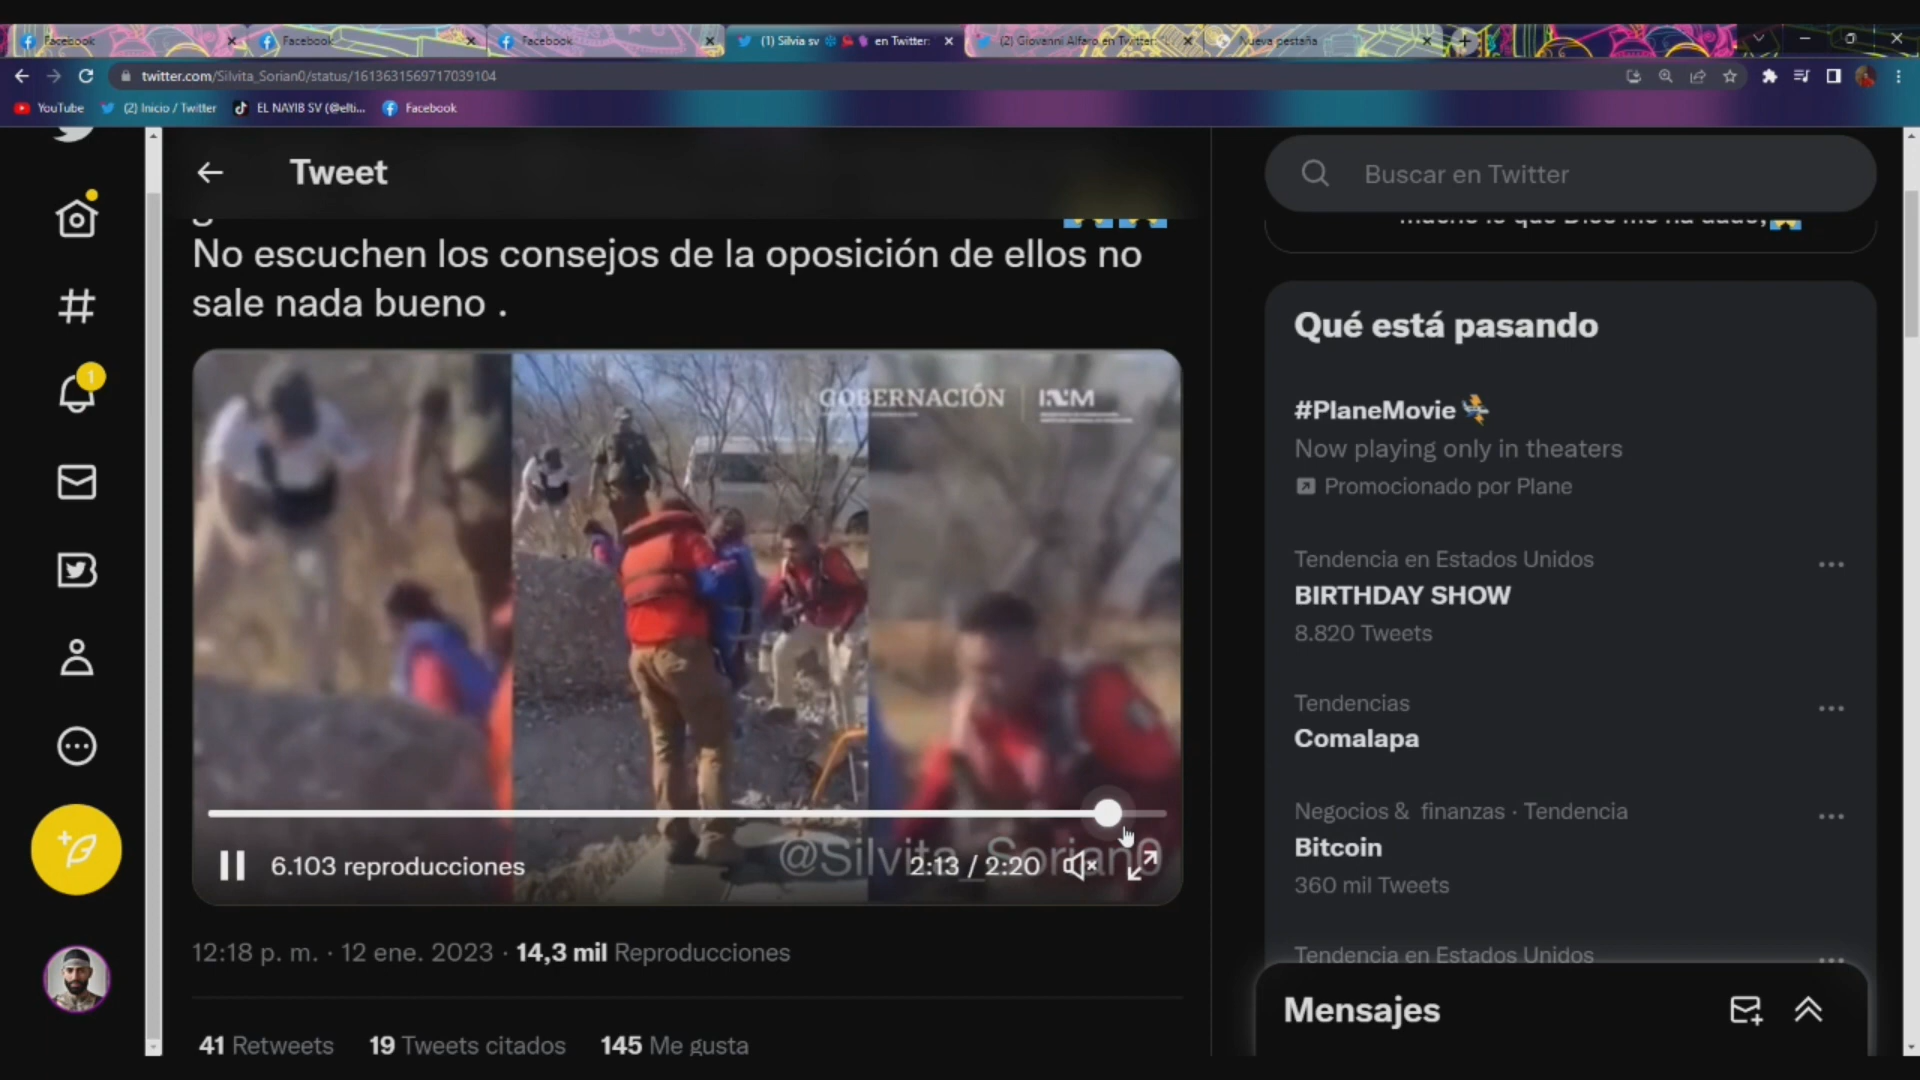 Facebook
Facebook
Facebook
(1) Silvia sv en Twitter:
(2) Giovanni Alfaro en Twitter:
Nueva pestaña
twitter.com/Silvita_Sorian0/status/1613631569717039104
YouTube
(2) Inicio / Twitter
EL NAYIB SV (@elti...
Facebook
Tweet
Buscar en Twitter
mucho lo que Dios me ha dado,
No escuchen los consejos de la oposición de ellos no
sale nada bueno .
GOBERNACIÓN
INM
6.103 reproducciones
@Silvita_Sorian0
2:13 / 2:20
12:18 p. m. · 12 ene. 2023 · 14,3 mil Reproducciones
41 Retweets 19 Tweets citados 145 Me gusta
1
Qué está pasando
#PlaneMovie
Now playing only in theaters
Promocionado por Plane
Tendencia en Estados Unidos
BIRTHDAY SHOW
8.820 Tweets
Tendencias
Comalapa
Negocios & finanzas · Tendencia
Bitcoin
360 mil Tweets
Tendencia en Estados Unidos
Mensajes